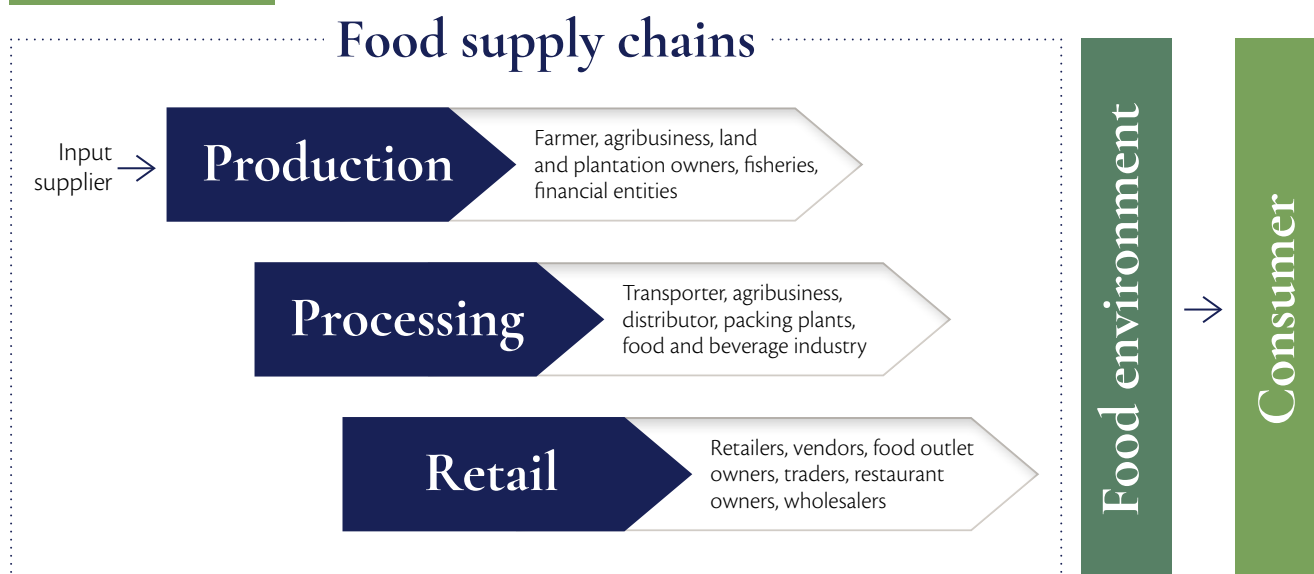 Food supply chains
Input
supplier
Production
Farmer, agribusiness, land
and plantation owners, fisheries,
financial entities
Processing
Transporter, agribusiness,
distributor, packing plants,
food and beverage industry
Retail
Retailers, vendors, food outlet
owners, traders, restaurant
owners, wholesalers
Food environment
Consumer